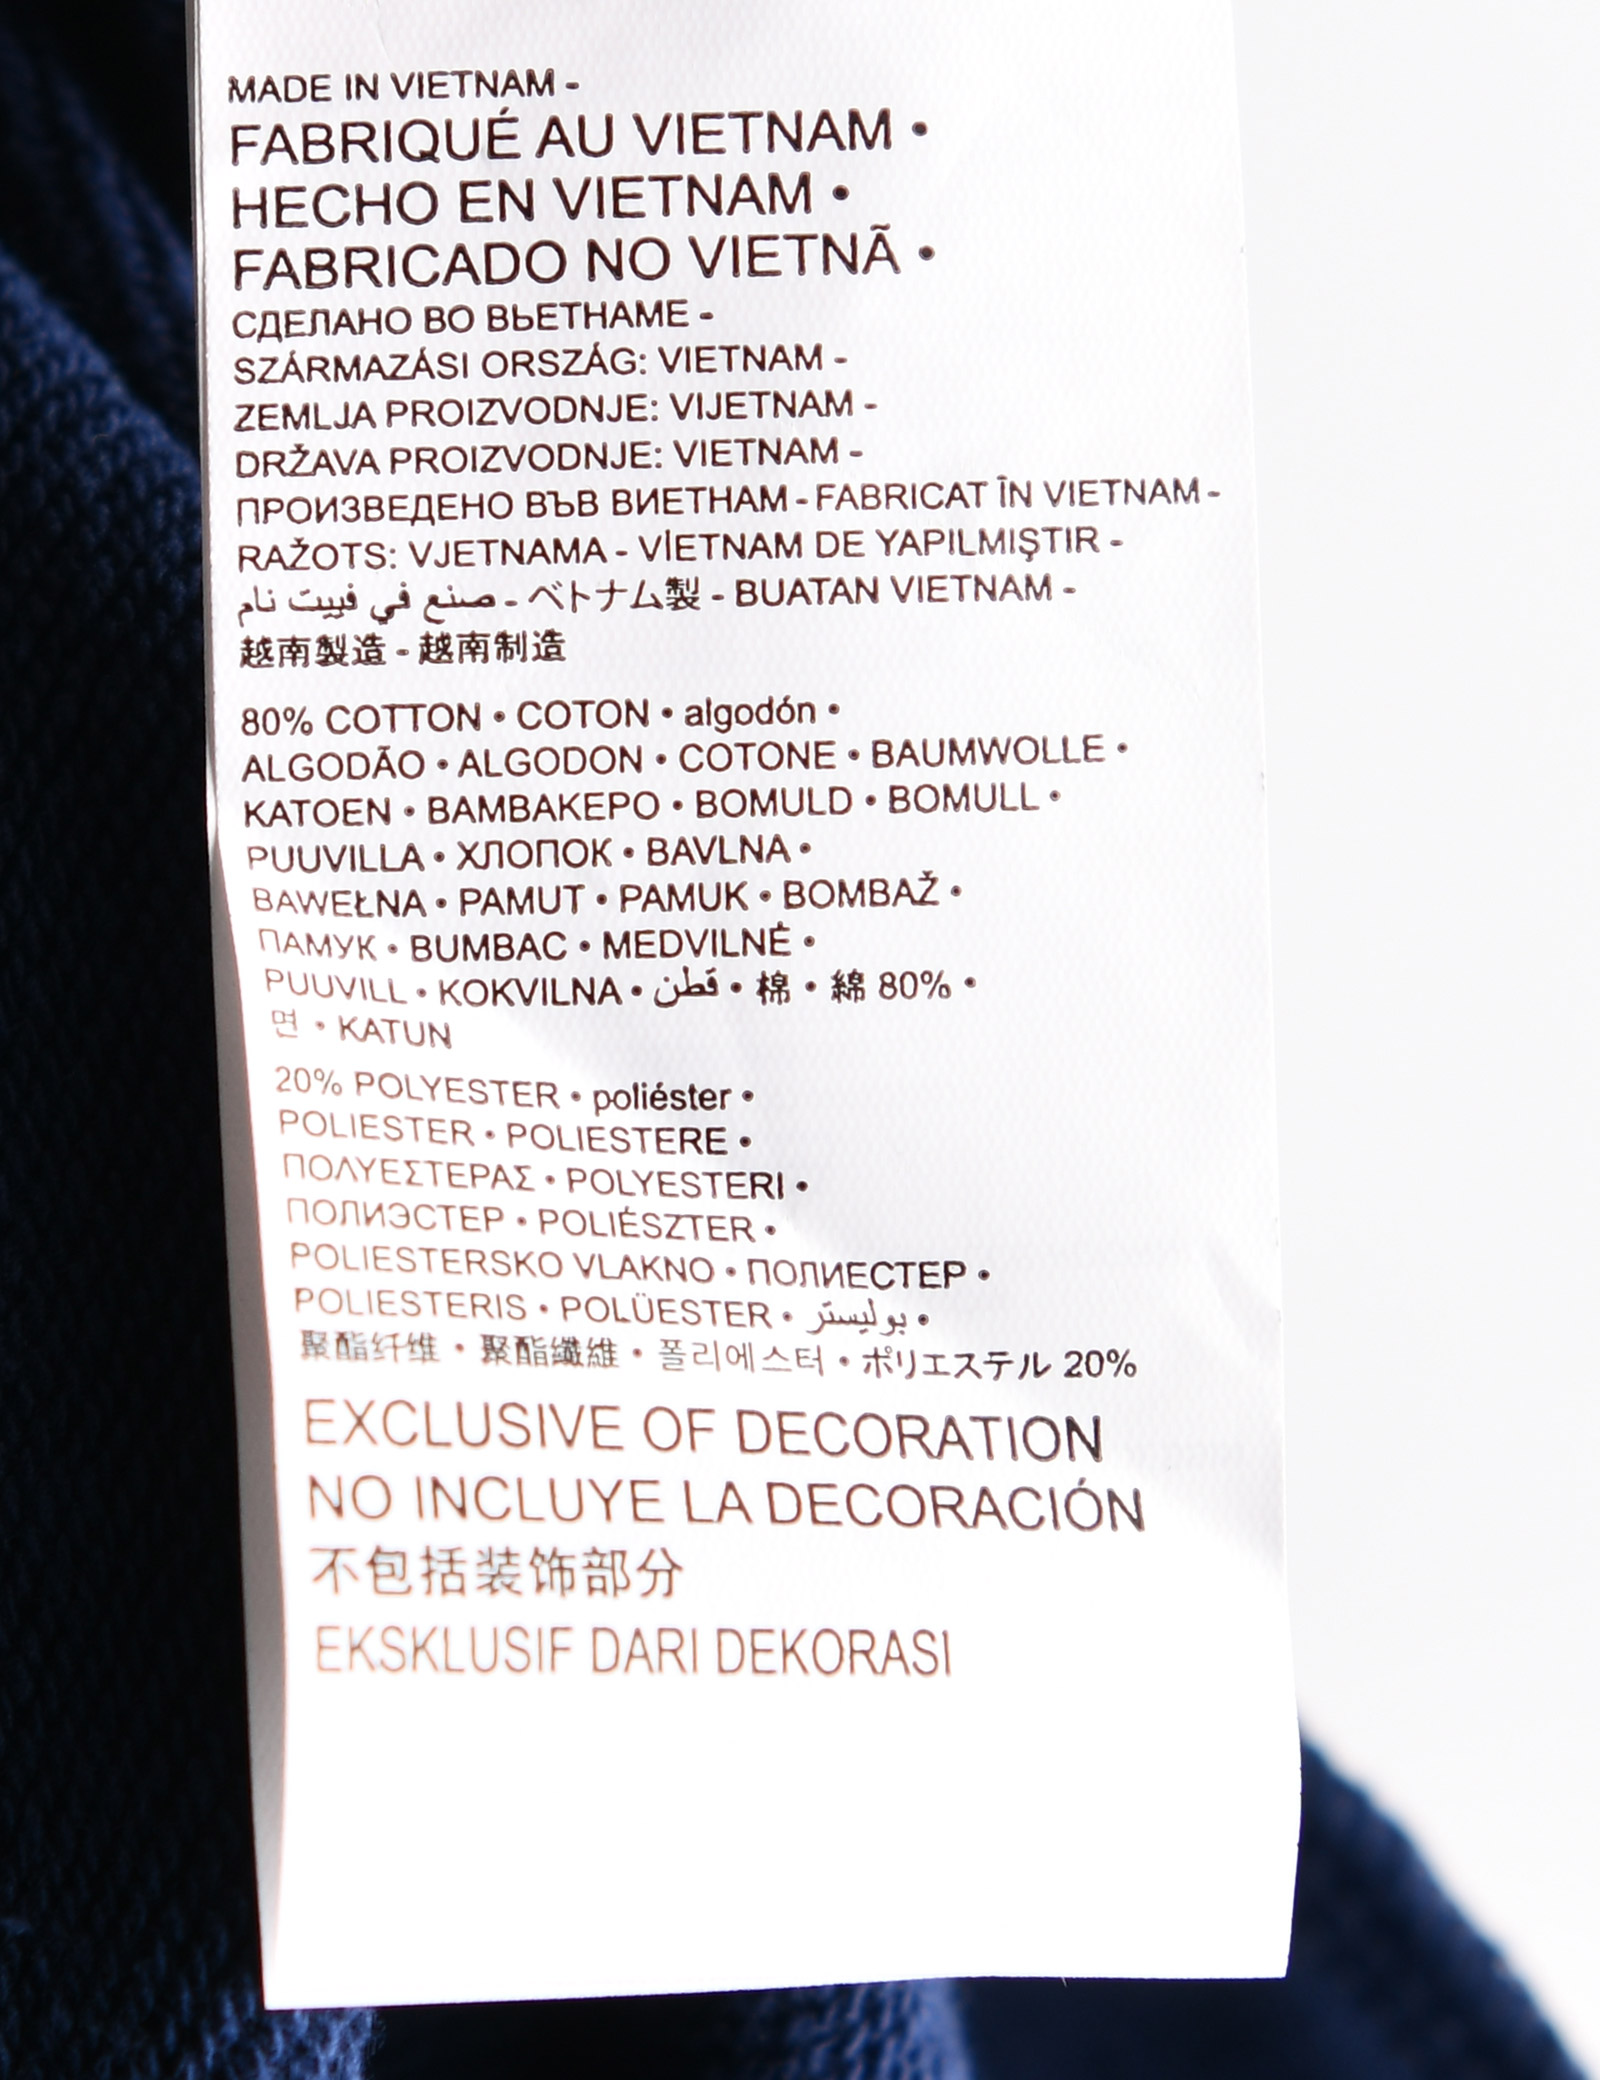 MADE IN VIETNAM -
FABRIQUÉ AU VIETNAM •
HECHO EN VIETNAM •
FABRICADO NO VIETNÃ •
СДЕЛАНО ВО ВЬЕТНАМЕ -
SZÁRMAZÁSI ORSZÁG: VIETNAM -
ZEMLJA PROIZVODNJE: VIJETNAM -
DRŽAVA PROIZVODNJE: VIETNAM -
ПРОИЗВЕДЕНО ВЪВ ВИЕТНАМ - FABRICAT ÎN VIETNAM -
RAŽOTS: VJETNAMA - VİETNAM DE YAPILMIŞTIR -
صنع في فييت نام - ベトナム製 - BUATAN VIETNAM -
越南製造 - 越南制造
80% COTTON • COTON • algodón •
ALGODÃO • ALGODON • COTONE • BAUMWOLLE •
KATOEN • BAMBAKEPO • BOMULD • BOMULL •
PUUVILLA • ХЛОПОК • BAVLNA •
BAWEŁNA • PAMUT • PAMUK • BOMBAŽ •
ПАМУК • BUMBAC • MEDVILNĖ •
PUUVILL • KOKVILNA • قطن • 棉 • 綿 80% •
면 • KATUN
20% POLYESTER • poliéster •
POLIESTER • POLIESTERE •
ΠΟΛΥΕΣΤΕΡΑΣ • POLYESTERI •
ПОЛИЭСТЕР • POLIÉSZTER •
POLIESTERSKO VLAKNO • ПОЛИЕСТЕР •
POLIESTERIS • POLÜESTER • بوليستر •
聚酯纤维 • 聚酯纖維 • 폴리에스터 • ポリエステル 20%
EXCLUSIVE OF DECORATION
NO INCLUYE LA DECORACIÓN
不包括装饰部分
EKSKLUSIF DARI DEKORASI